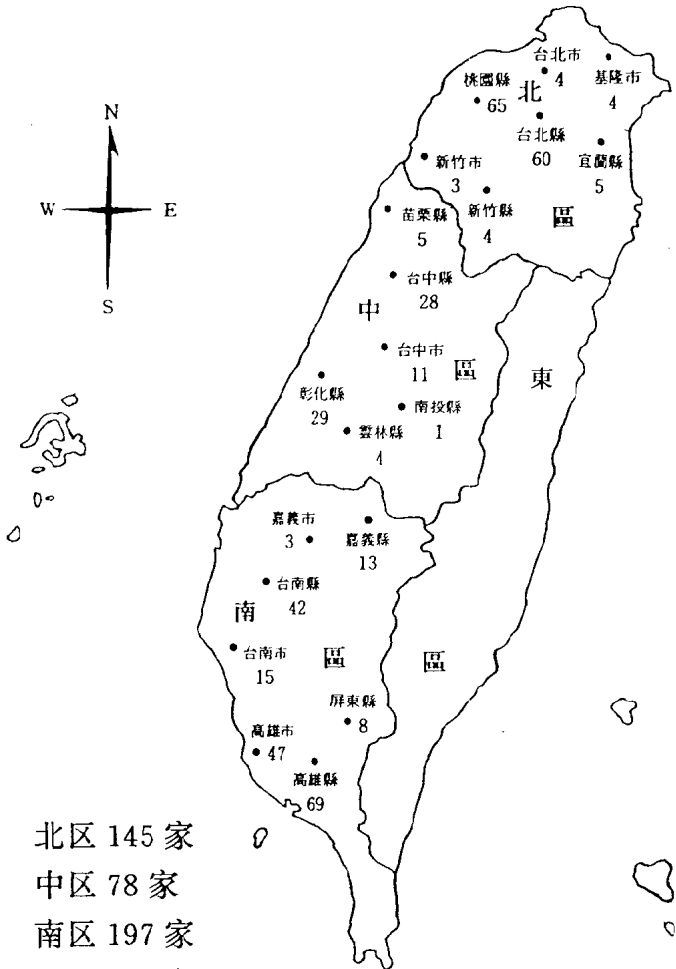 N
W
E
S
台北市
4
基隆市
4
桃園縣
65
北
台北縣
60
宜蘭縣
5
新竹市
3
新竹縣
4
區
苗栗縣
5
台中縣
28
中
台中市
11
區
東
彰化縣
29
南投縣
1
雲林縣
4
嘉義市
3
嘉義縣
13
台南縣
42
南
台南市
15
區
區
屏東縣
8
高雄市
47
高雄縣
69
北区 145 家
中区 78 家
南区 197 家